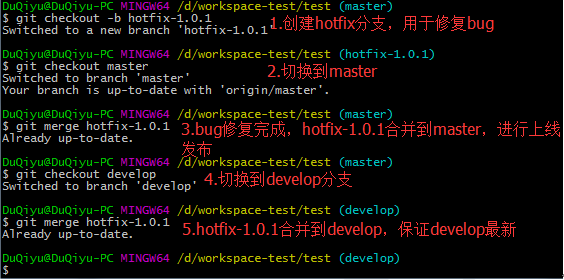 DuQiyu@DuQiyu-PC MINGW64 /d/workspace-test/test (master)
$ git checkout -b hotfix-1.0.1
Switched to a new branch 'hotfix-1.0.1' 1.创建hotfix分支，用于修复bug
DuQiyu@DuQiyu-PC MINGW64 /d/workspace-test/test (hotfix-1.0.1)
$ git checkout master
Switched to branch 'master' 2.切换到master
Your branch is up-to-date with 'origin/master'.
DuQiyu@DuQiyu-PC MINGW64 /d/workspace-test/test (master)
$ git merge hotfix-1.0.1 3.bug修复完成，hotfix-1.0.1合并到master，进行上线
Already up-to-date. 发布
DuQiyu@DuQiyu-PC MINGW64 /d/workspace-test/test (master)
$ git checkout develop
Switched to branch 'develop' 4.切换到develop分支
DuQiyu@DuQiyu-PC MINGW64 /d/workspace-test/test (develop)
$ git merge hotfix-1.0.1
Already up-to-date. 5.hotfix-1.0.1合并到develop，保证develop最新
DuQiyu@DuQiyu-PC MINGW64 /d/workspace-test/test (develop)
$